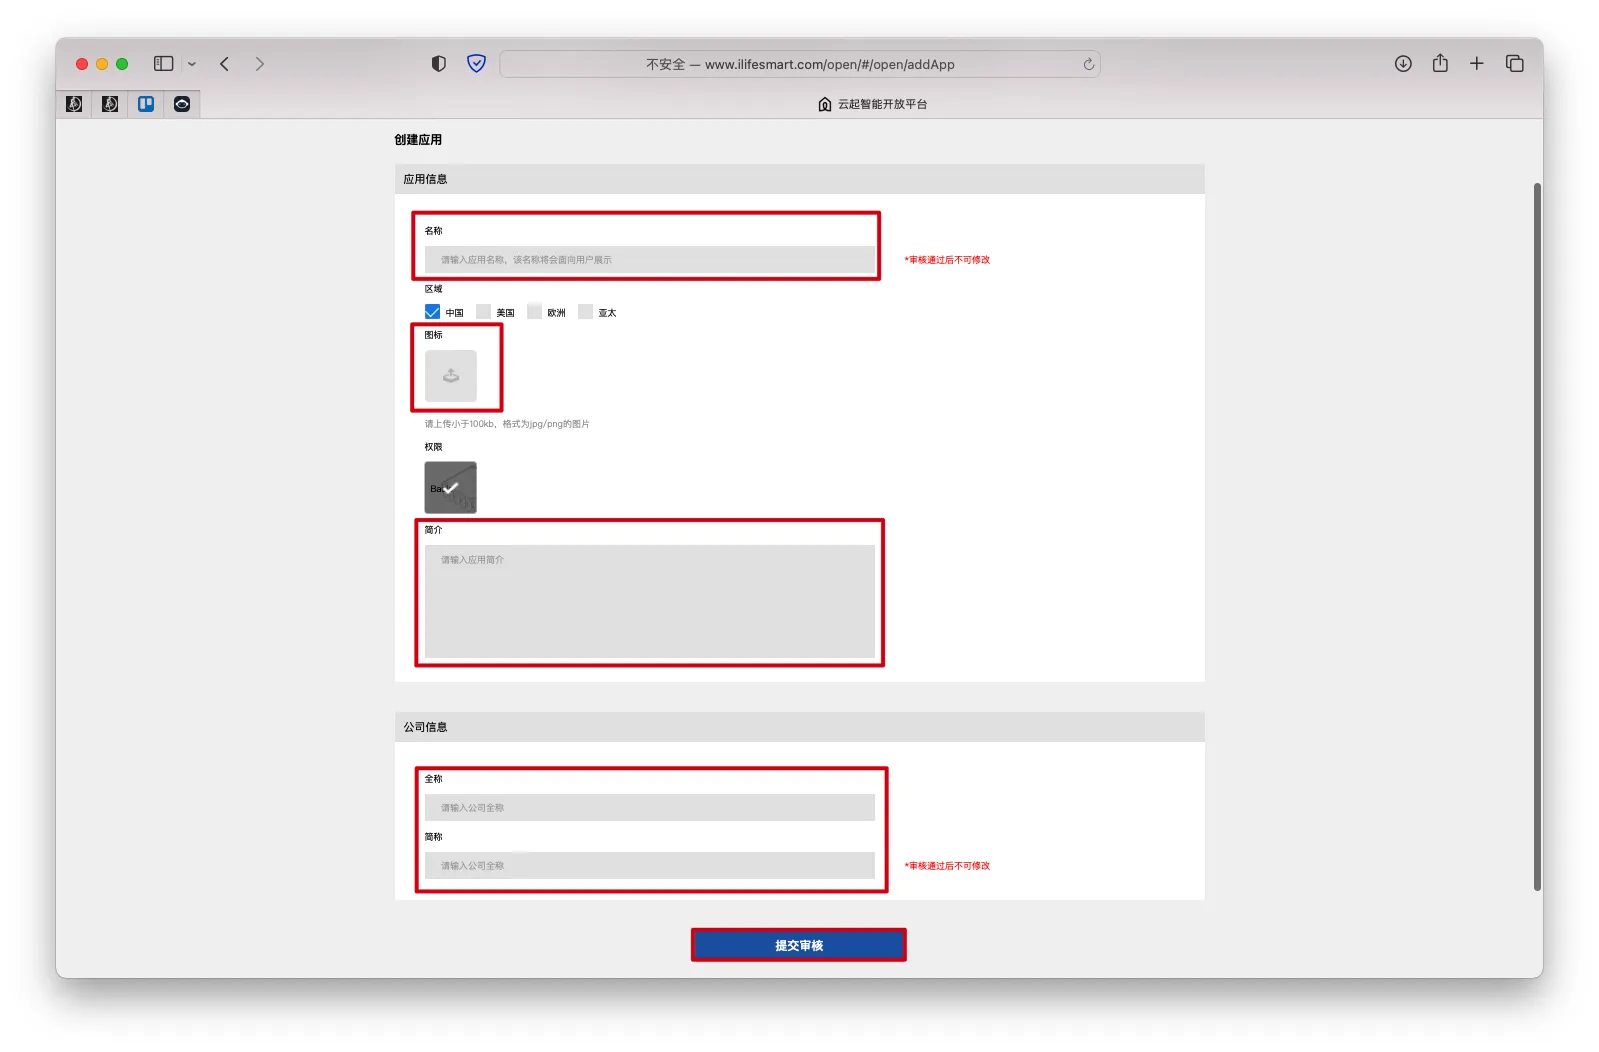 不安全 — www.ilifesmart.com/open/#/open/addApp
云起智能开放平台
创建应用
应用信息
名称
请输入应用名称，该名称将会面向用户展示
*审核通过后不可修改
区域
中国 美国 欧洲 亚太
图标
请上传小于100kb，格式为jpg/png的图片
权限
简介
请输入应用简介
公司信息
全称
请输入公司全称
简称
请输入公司全称
*审核通过后不可修改
提交审核